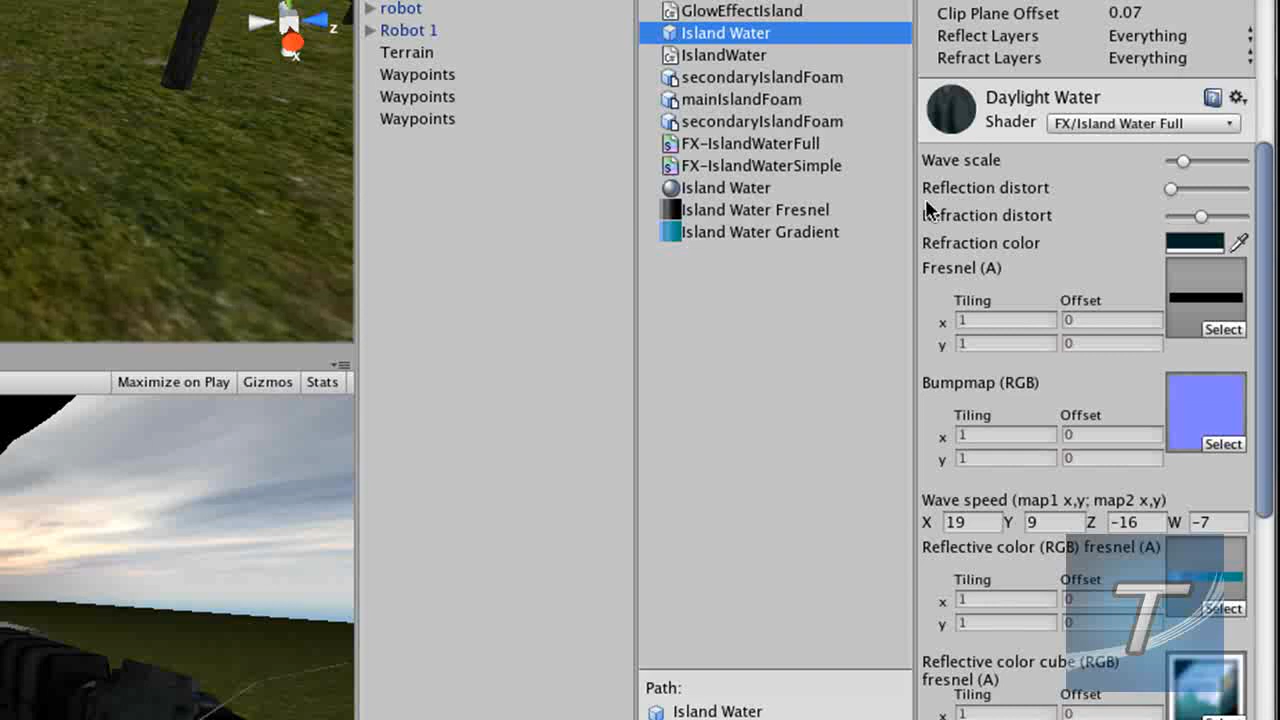 z
x
Maximize on Play
Gizmos
Stats
robot
Robot 1
Terrain
Waypoints
Waypoints
Waypoints
GlowEffectIsland
Island Water
IslandWater
secondaryIslandFoam
mainIslandFoam
secondaryIslandFoam
FX-IslandWaterFull
FX-IslandWaterSimple
Island Water
Island Water Fresnel
Island Water Gradient
Path:
Island Water
Clip Plane Offset 0.07
Reflect Layers Everything
Refract Layers Everything
Daylight Water
Shader FX/Island Water Full
Wave scale
Reflection distort
Refraction distort
Refraction color
Fresnel (A)
Tiling Offset
x 1 0
y 1 0
Select
Bumpmap (RGB)
Tiling Offset
x 1 0
y 1 0
Select
Wave speed (map1 x,y; map2 x,y)
X 19 Y 9 Z -16 W -7
Reflective color (RGB) fresnel (A)
Tiling Offset
x 1 0
y 1 0
Select
T
Reflective color cube (RGB)
fresnel (A)
Tiling Offset
x 1 0